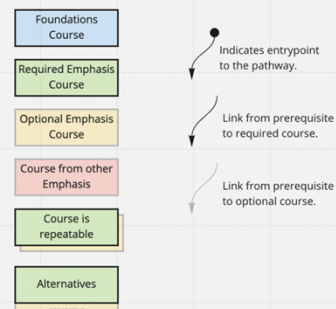 Foundations
Course
Indicates entrypoint
to the pathway.
Required Emphasis
Course
Optional Emphasis
Course
Link from prerequisite
to required course.
Course from other
Emphasis
Link from prerequisite
to optional course.
Course is
repeatable
Alternatives